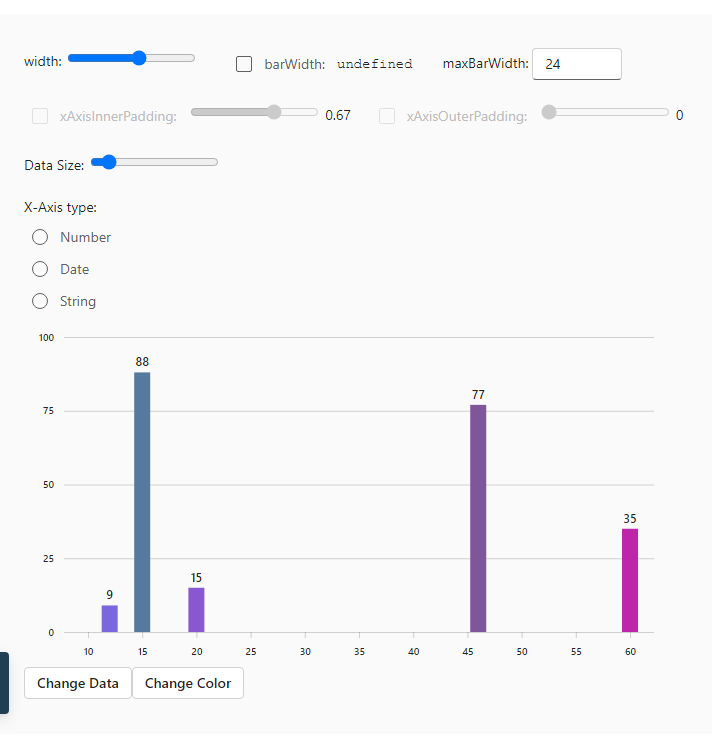 width: barWidth: undefined maxBarWidth: 24
xAxisInnerPadding: 0.67 xAxisOuterPadding: 0
Data Size:
X-Axis type:
Number
Date
String
100
88
77
75
50
35
25
15
9
0
10 15 20 25 30 35 40 45 50 55 60
Change Data Change Color